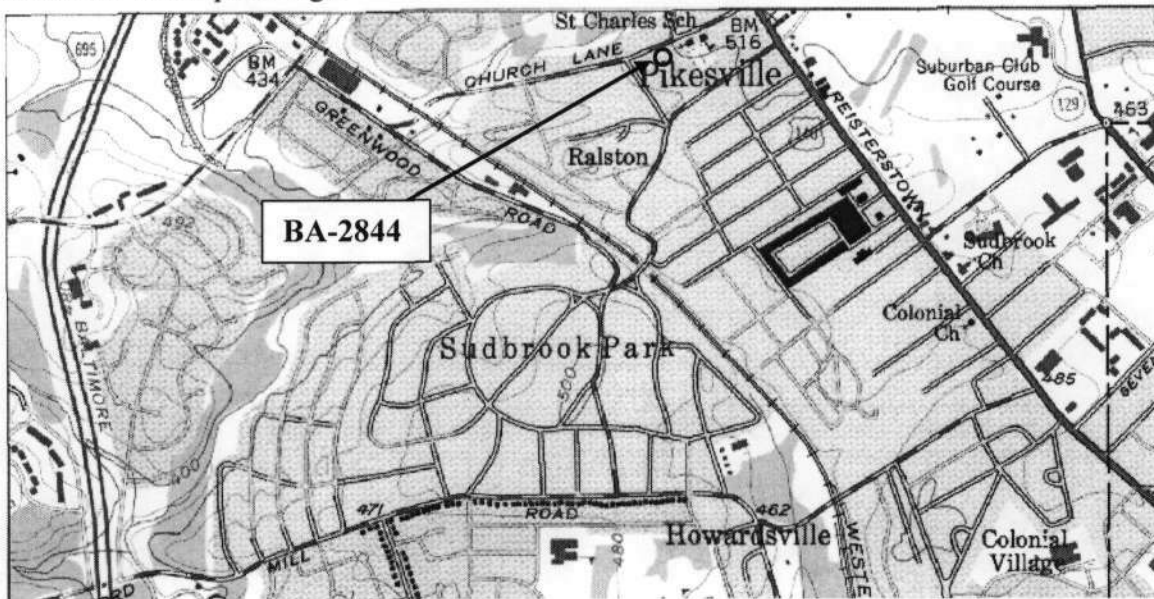 St Charles Sch
BM
516
695
BM
434
CHURCH LANE
Pikesville
Suburban Club
Golf Course
129
463
GREENWOOD
ROAD
Ralston
140
REISTERSTOWN
BA-2844
492
Sudbrook
Ch
Colonial
Ch
BALTIMORE
Sudbrook Park
500
485
400
471
MILL
ROAD
462
Howardsville
480
Colonial
Village